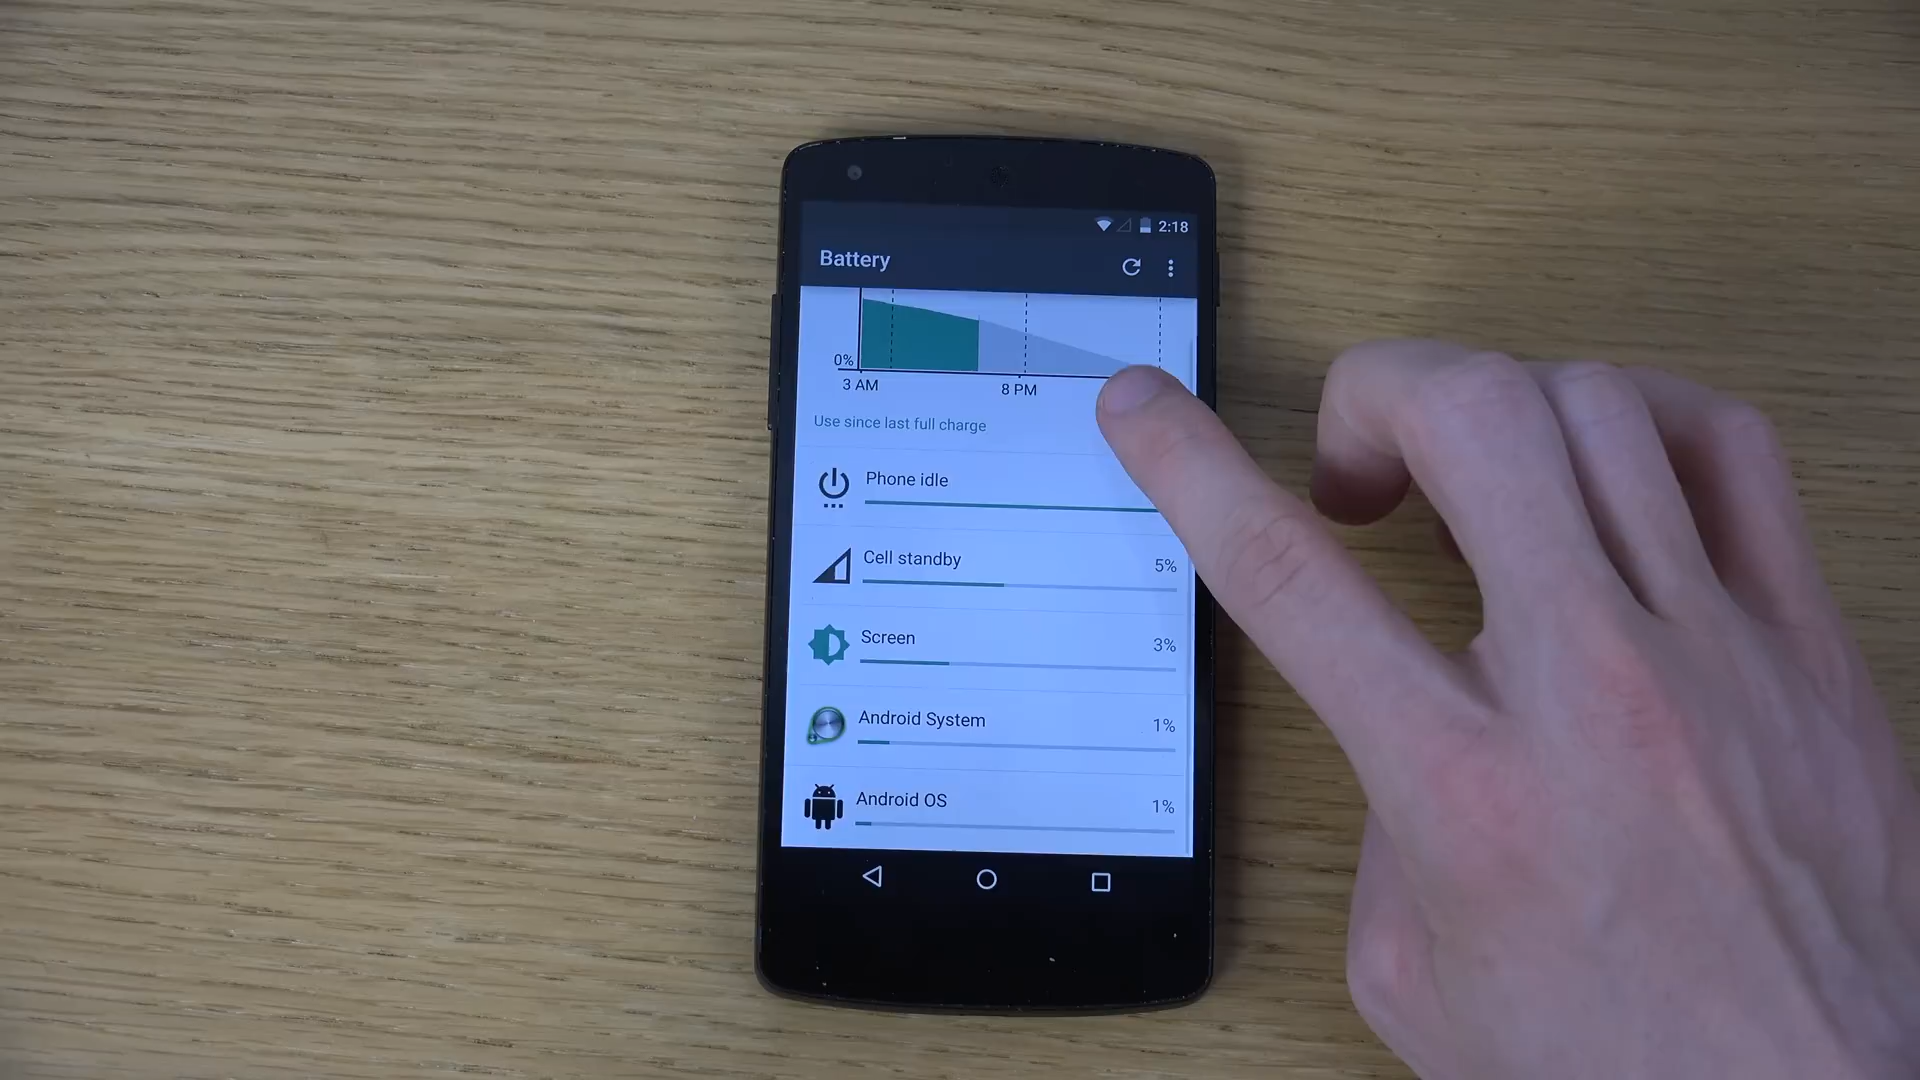 2:18
Battery
0%
3 AM
8 PM
Use since last full charge
Phone idle
Cell standby
5%
Screen
3%
Android System
1%
Android OS
1%